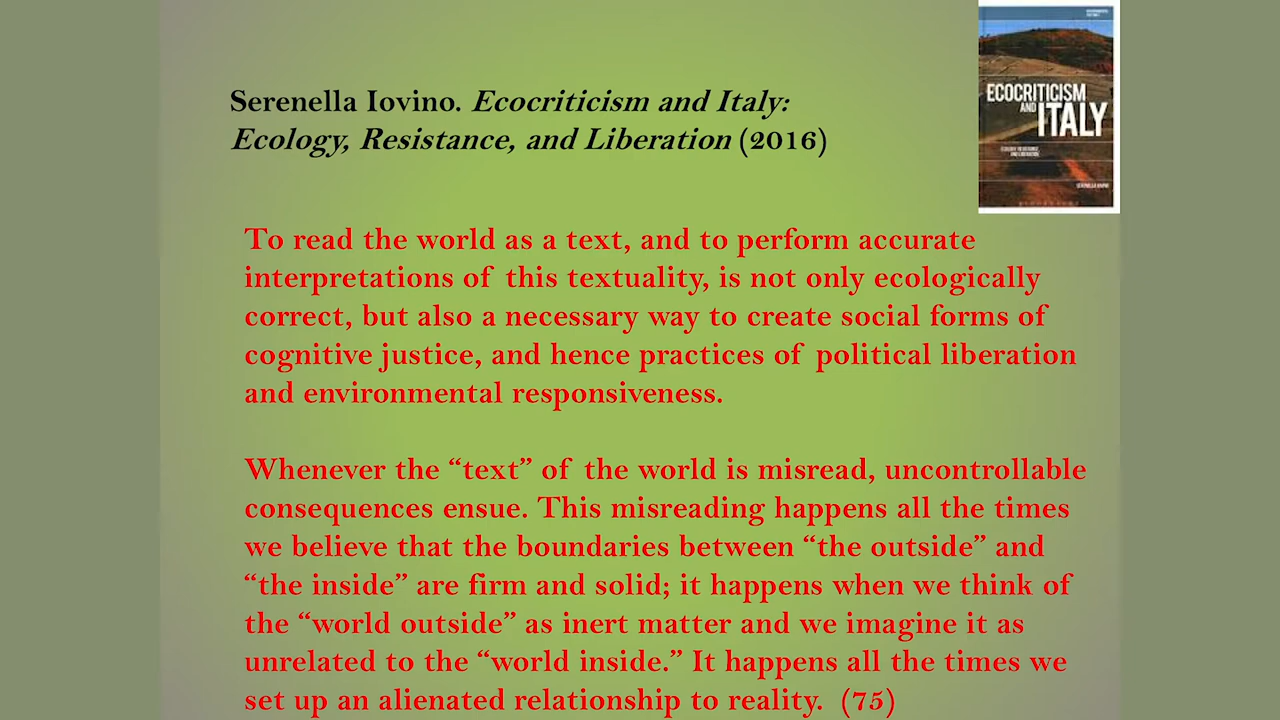 Serenella Iovino. Ecocriticism and Italy:
Ecology, Resistance, and Liberation (2016)
ECOCRITICISM
AND ITALY
ECOLOGY, RESISTANCE,
AND LIBERATION
SERENELLA IOVINO
To read the world as a text, and to perform accurate
interpretations of this textuality, is not only ecologically
correct, but also a necessary way to create social forms of
cognitive justice, and hence practices of political liberation
and environmental responsiveness.
Whenever the “text” of the world is misread, uncontrollable
consequences ensue. This misreading happens all the times
we believe that the boundaries between “the outside” and
“the inside” are firm and solid; it happens when we think of
the “world outside” as inert matter and we imagine it as
unrelated to the “world inside.” It happens all the times we
set up an alienated relationship to reality. (75)